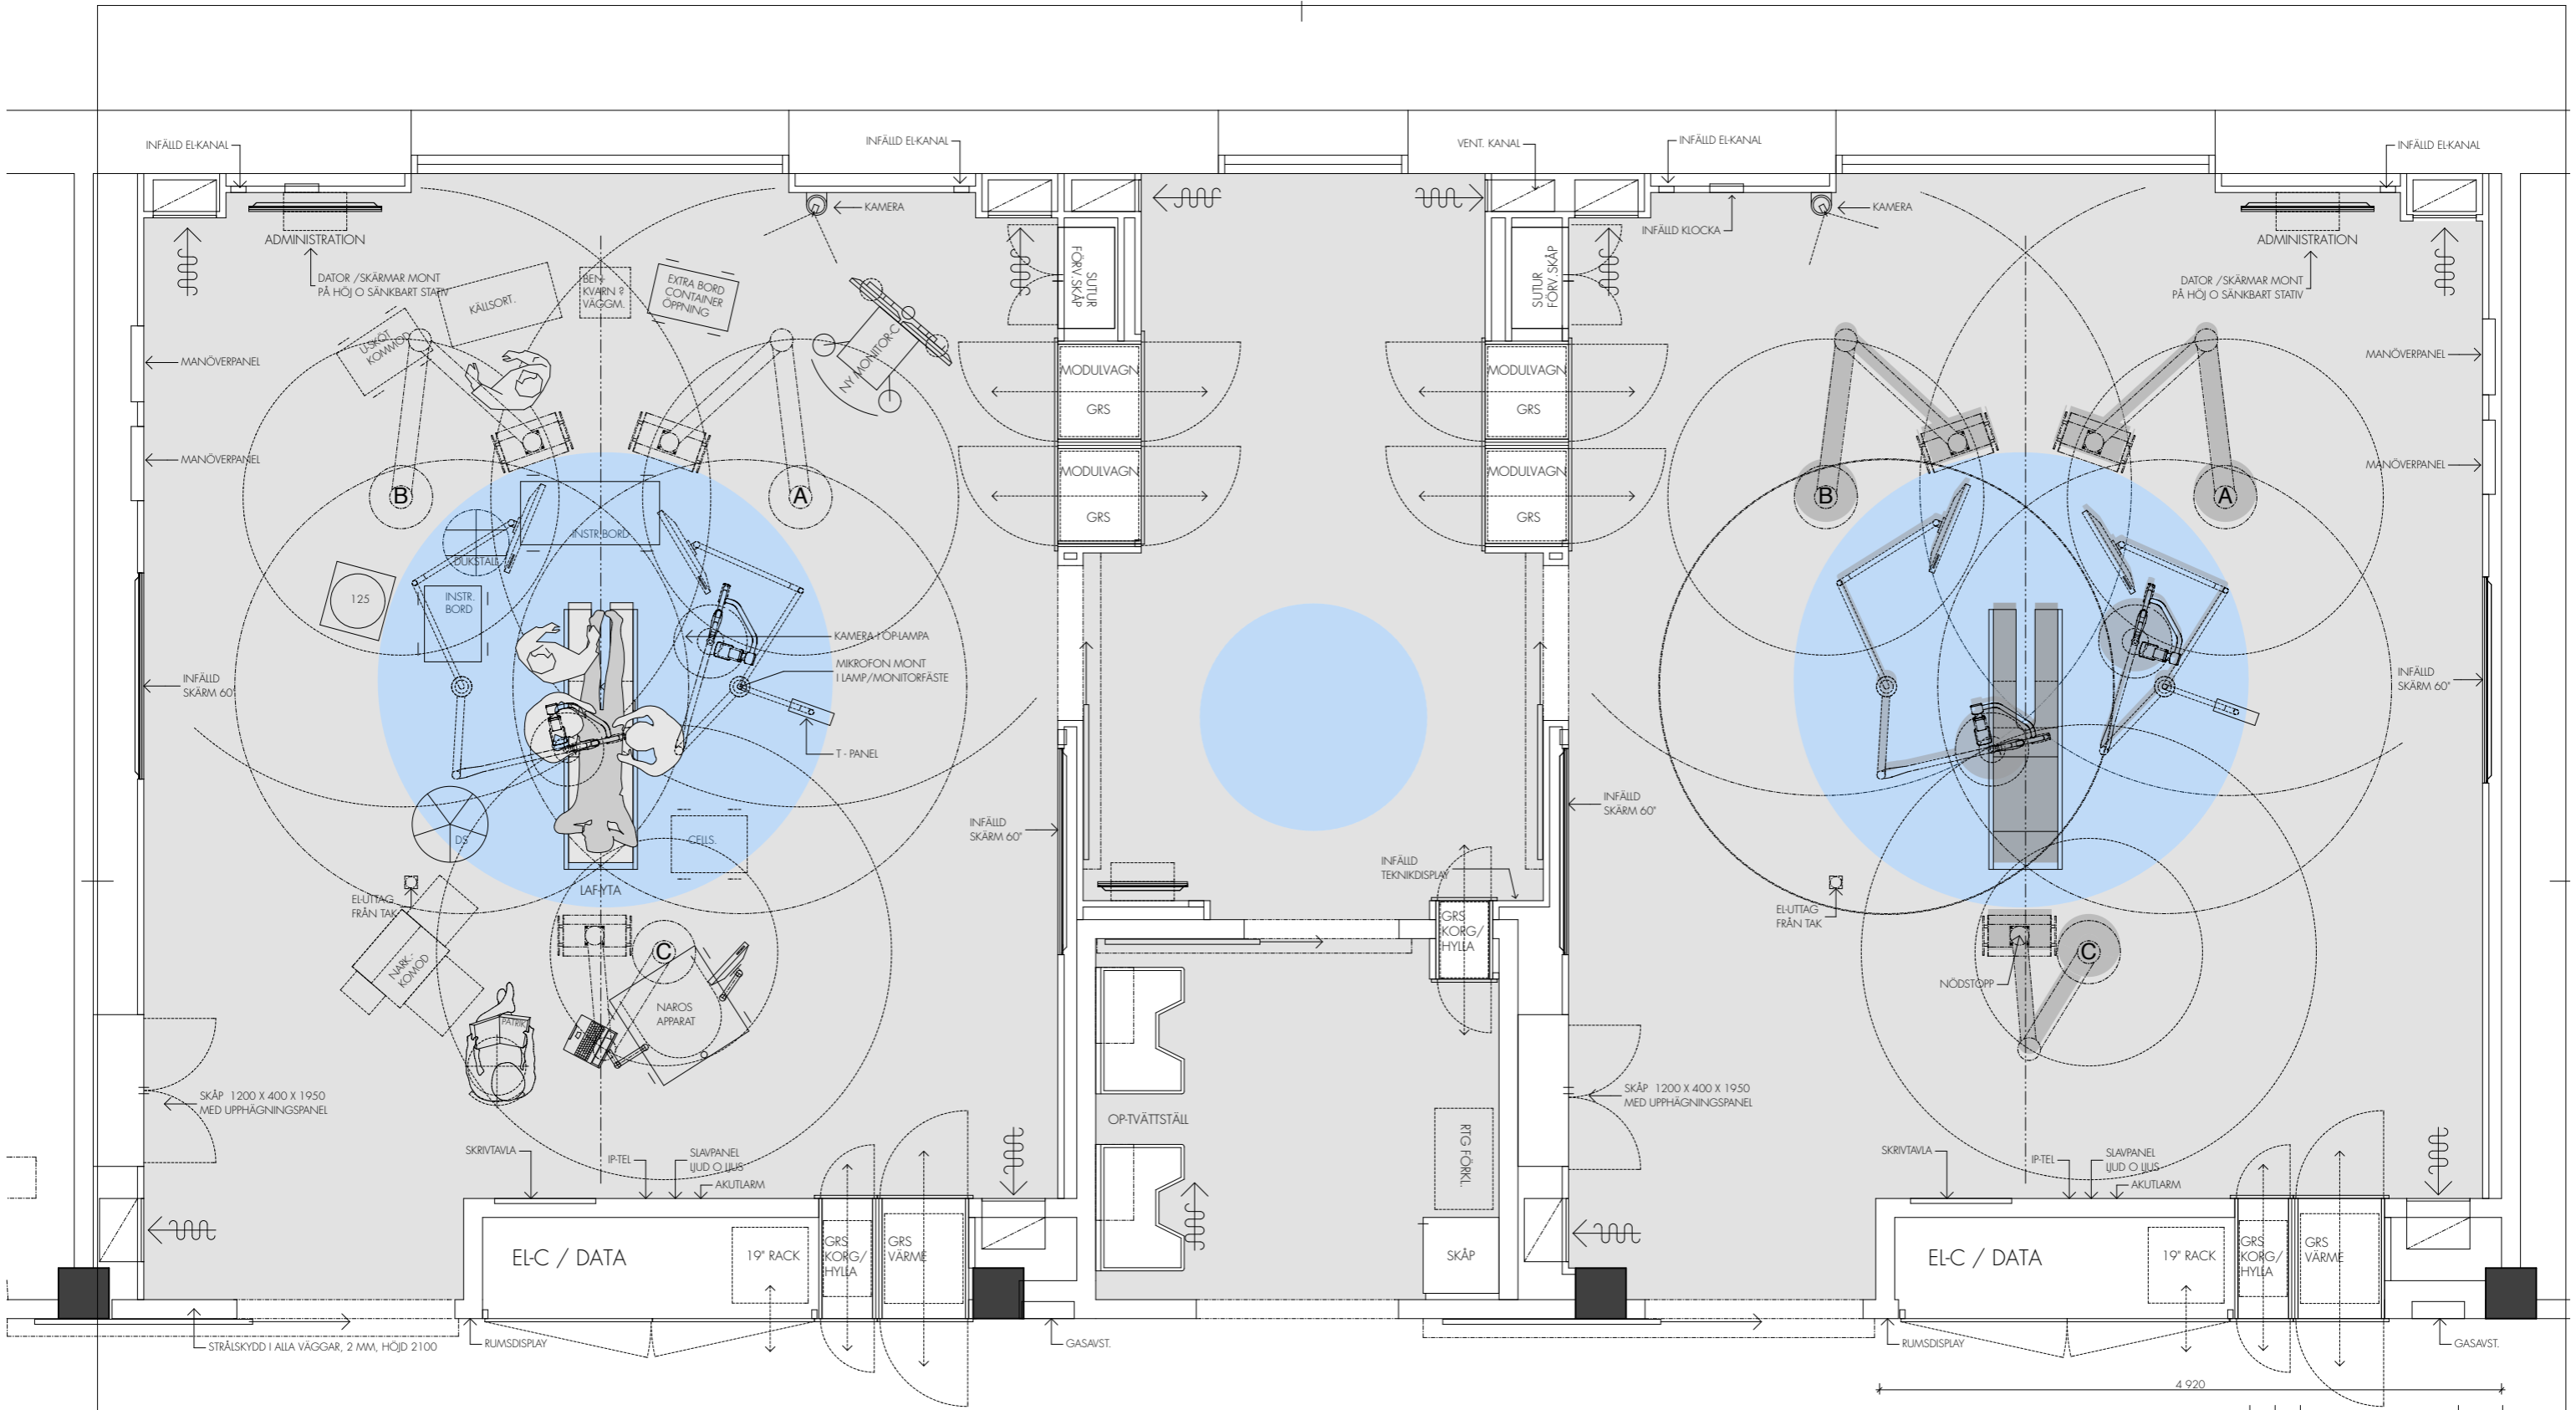 INFÄLLD EL-KANAL
INFÄLLD EL-KANAL
VENT. KANAL
INFÄLLD EL-KANAL
INFÄLLD EL-KANAL
KAMERA
KAMERA
ADMINISTRATION
INFÄLLD KLOCKA
ADMINISTRATION
DATOR /SKÄRMAR MONT
PÅ HÖJ O SÄNKBART STATIV
KÄLLSORT.
BEN-
KVARN ?
VÄGGM.
EXTRA BORD
CONTAINER
ÖPPNING
SUTUR
FÖRV.SKÅP
SUTUR
FÖRV.SKÅP
DATOR /SKÄRMAR MONT
PÅ HÖJ O SÄNKBART STATIV
U-SKÖT
KOMMOD
NY MONITOR-C
MANÖVERPANEL
MODULVAGN
GRS
MODULVAGN
GRS
MANÖVERPANEL
MANÖVERPANEL
MODULVAGN
GRS
MODULVAGN
GRS
MANÖVERPANEL
B
A
B
A
INSTR.BORD
DUKSTÄLL
125
INSTR.
BORD
KAMERA I OP-LAMPA
MIKROFON MONT
I LAMP/MONITORFÄSTE
INFÄLLD
SKÄRM 60"
INFÄLLD
SKÄRM 60"
T - PANEL
INFÄLLD
SKÄRM 60"
INFÄLLD
SKÄRM 60"
DS
CELLS.
INFÄLLD
TEKNIKDISPLAY
LAF-YTA
EL-UTTAG
FRÅN TAK
EL-UTTAG
FRÅN TAK
GRS
KORG/
HYLLA
NARK.-
KOMOD
C
C
NÖDSTOPP
NAROS
APPARAT
PATRIK
SKÅP 1200 X 400 X 1950
MED UPPHÄGNINGSPANEL
OP-TVÄTTSTÄLL
RTG FÖRKL.
SKÅP 1200 X 400 X 1950
MED UPPHÄGNINGSPANEL
SKRIVTAVLA
IP-TEL
SLAVPANEL
LJUD O LJUS
AKUTLARM
SKRIVTAVLA
IP-TEL
SLAVPANEL
LJUD O LJUS
AKUTLARM
EL-C / DATA
19" RACK
GRS
KORG/
HYLLA
GRS
VÄRME
SKÅP
EL-C / DATA
19" RACK
GRS
KORG/
HYLLA
GRS
VÄRME
STRÅLSKYDD I ALLA VÄGGAR, 2 MM, HÖJD 2100
RUMSDISPLAY
GASAVST.
RUMSDISPLAY
GASAVST.
4 920